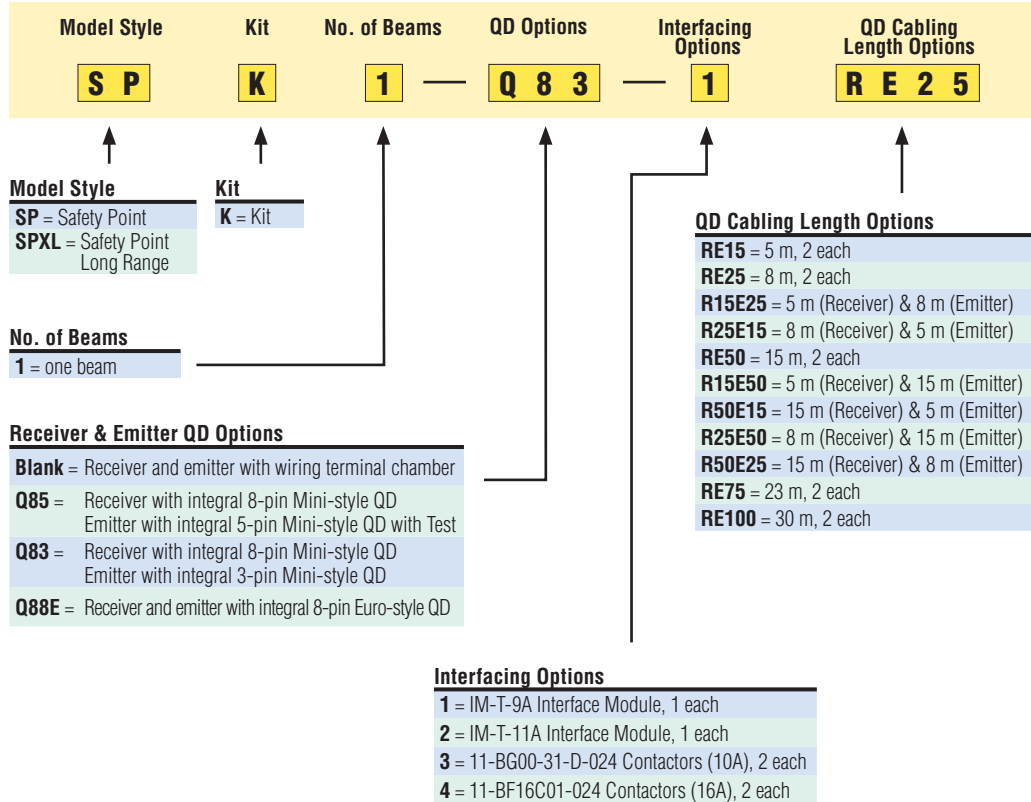 Model Style Kit No. of Beams QD Options Interfacing Options QD Cabling Length Options
S P K 1 — Q 8 3 — 1 R E 2 5
Model Style
SP = Safety Point
SPXL = Safety Point
Long Range
Kit
K = Kit
No. of Beams
1 = one beam
Receiver & Emitter QD Options
Blank = Receiver and emitter with wiring terminal chamber
Q85 = Receiver with integral 8-pin Mini-style QD
Emitter with integral 5-pin Mini-style QD with Test
Q83 = Receiver with integral 8-pin Mini-style QD
Emitter with integral 3-pin Mini-style QD
Q88E = Receiver and emitter with integral 8-pin Euro-style QD
QD Cabling Length Options
RE15 = 5 m, 2 each
RE25 = 8 m, 2 each
R15E25 = 5 m (Receiver) & 8 m (Emitter)
R25E15 = 8 m (Receiver) & 5 m (Emitter)
RE50 = 15 m, 2 each
R15E50 = 5 m (Receiver) & 15 m (Emitter)
R50E15 = 15 m (Receiver) & 5 m (Emitter)
R25E50 = 8 m (Receiver) & 15 m (Emitter)
R50E25 = 15 m (Receiver) & 8 m (Emitter)
RE75 = 23 m, 2 each
RE100 = 30 m, 2 each
Interfacing Options
1 = IM-T-9A Interface Module, 1 each
2 = IM-T-11A Interface Module, 1 each
3 = 11-BG00-31-D-024 Contactors (10A), 2 each
4 = 11-BF16C01-024 Contactors (16A), 2 each